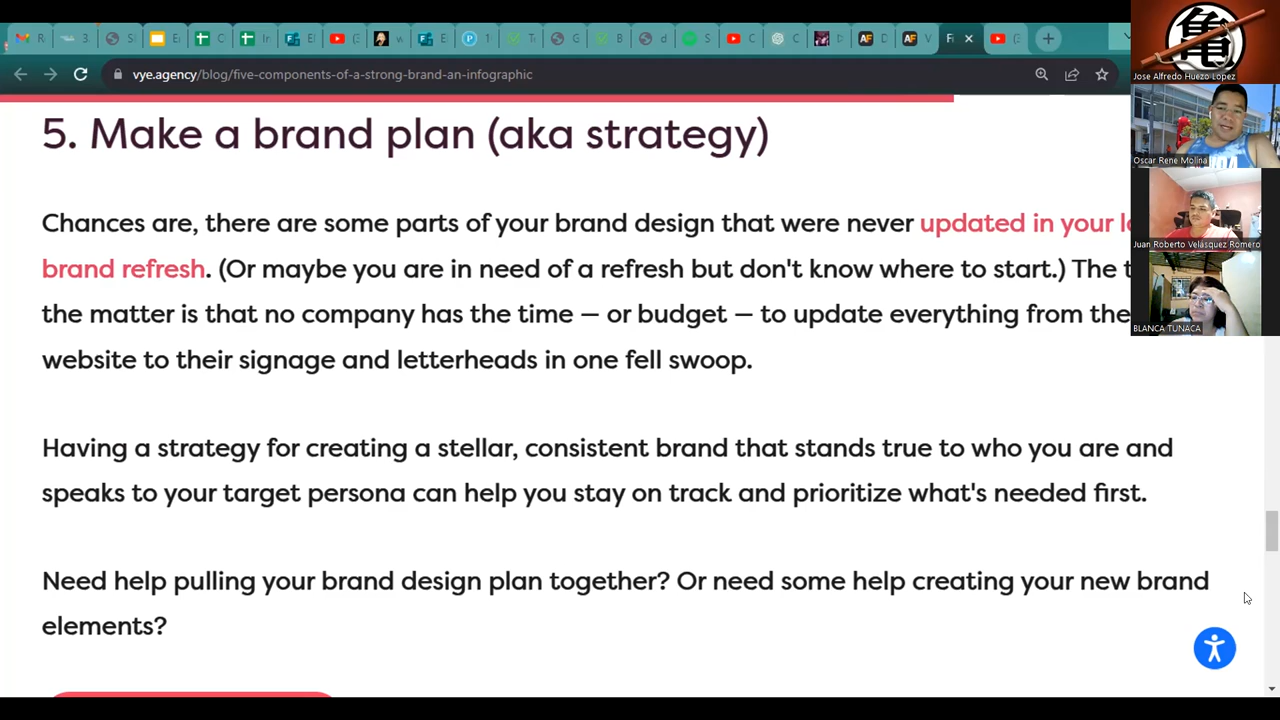 vye.agency/blog/five-components-of-a-strong-brand-an-infographic
5. Make a brand plan (aka strategy)
Chances are, there are some parts of your brand design that were never updated in your
brand refresh. (Or maybe you are in need of a refresh but don't know where to start.) The
the matter is that no company has the time — or budget — to update everything from the
website to their signage and letterheads in one fell swoop.
Having a strategy for creating a stellar, consistent brand that stands true to who you are and
speaks to your target persona can help you stay on track and prioritize what's needed first.
Need help pulling your brand design plan together? Or need some help creating your new brand
elements?
亀
Jose Alfredo Huezo Lopez
Oscar Rene Molina
Juan Roberto Velásquez Romero
BLANCA TUNACA